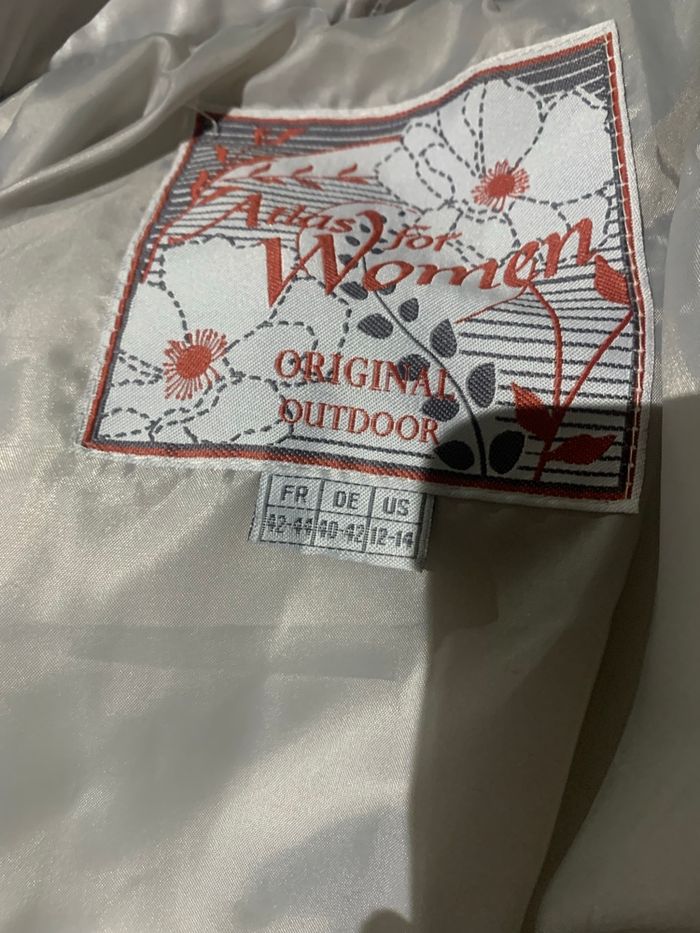 Atlas for
Women
ORIGINAL
OUTDOOR
FR DE US
42-44 40-42 12-14